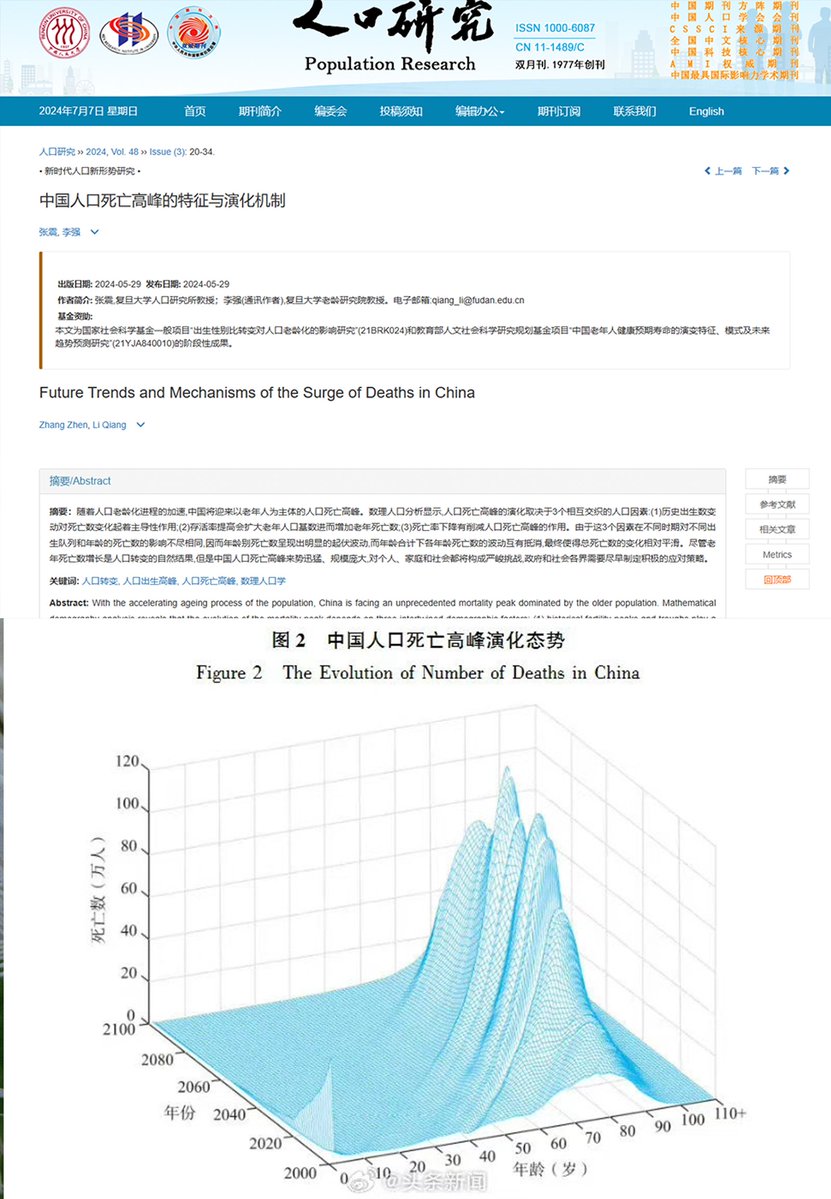 人口研究
Population Research
ISSN 1000-6087
CN 11-1489/C
双月刊, 1977年创刊
中国期刊方阵期刊
中国人口学会会刊
CSSCI来源期刊
全国中文核心期刊
中国科技核心期刊
AMI权威期刊
中国最具国际影响力学术期刊
2024年7月7日 星期日 首页 期刊简介 编委会 投稿须知 编辑办公 期刊订阅 联系我们 English
人口研究 ›› 2024, Vol. 48 ›› Issue (3): 20-34.
• 新时代人口新形势研究 • 上一篇 下一篇
中国人口死亡高峰的特征与演化机制
张震, 李强
出版日期: 2024-05-29 发布日期: 2024-05-29
作者简介: 张震,复旦大学人口研究所教授；李强(通讯作者),复旦大学老龄研究院教授。电子邮箱:qiang_li@fudan.edu.cn
基金资助:
本文为国家社会科学基金一般项目“出生性别比转变对人口老龄化的影响研究”(21BRK024)和教育部人文社会科学研究规划基金项目“中国老年人健康预期寿命的演变特征、模式及未来
趋势预测研究”(21YJA840010)的阶段性成果。
Future Trends and Mechanisms of the Surge of Deaths in China
Zhang Zhen, Li Qiang
摘要/Abstract
摘要：随着人口老龄化进程的加速,中国将迎来以老年人为主体的人口死亡高峰。数理人口分析显示,人口死亡高峰的演化取决于3个相互交织的人口因素:(1)历史出生数变
动对死亡数变化起着主导性作用;(2)存活率提高会扩大老年人口基数进而增加老年死亡数;(3)死亡率下降有削减人口死亡高峰的作用。由于这3个因素在不同时期对不同出
生队列和年龄的死亡数的影响不尽相同,因而年龄别死亡数呈现出明显的起伏波动,而年龄合计下各年龄死亡数的波动互有抵消,最终使得总死亡数的变化相对平滑。尽管老
年死亡数增长是人口转变的自然结果,但是中国人口死亡高峰来势迅猛、规模庞大,对个人、家庭和社会都将构成严峻挑战,政府和社会各界需要尽早制定积极的应对策略。
关键词: 人口转变, 人口出生高峰, 人口死亡高峰, 数理人口学
Abstract: With the accelerating ageing process of the population, China is facing an unprecedented mortality peak dominated by the older population. Mathematical
摘要
参考文献
相关文章
Metrics
回顶部
图 2 中国人口死亡高峰演化态势
Figure 2 The Evolution of Number of Deaths in China
死亡数（万人）
120
100
80
60
40
20
0
2100
2080
2060
2040
2020
2000
年份
0 10 20 30 40 50 60 70 80 90 100 110+
年龄（岁）
@头条新闻